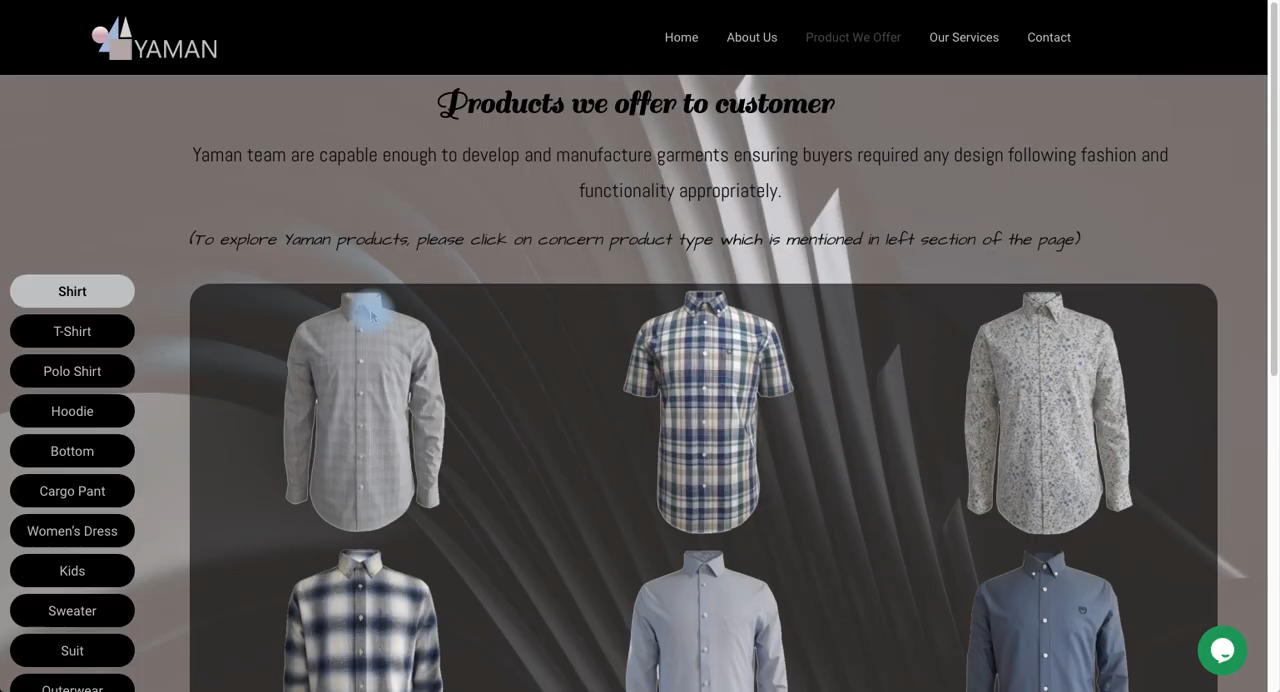 YAMAN
Home
About Us
Product We Offer
Our Services
Contact
Products we offer to customer
Yaman team are capable enough to develop and manufacture garments ensuring buyers required any design following fashion and
functionality appropriately.
(To explore Yaman products, please click on concern product type which is mentioned in left section of the page)
Shirt
T-Shirt
Polo Shirt
Hoodie
Bottom
Cargo Pant
Women's Dress
Kids
Sweater
Suit
Outerwear